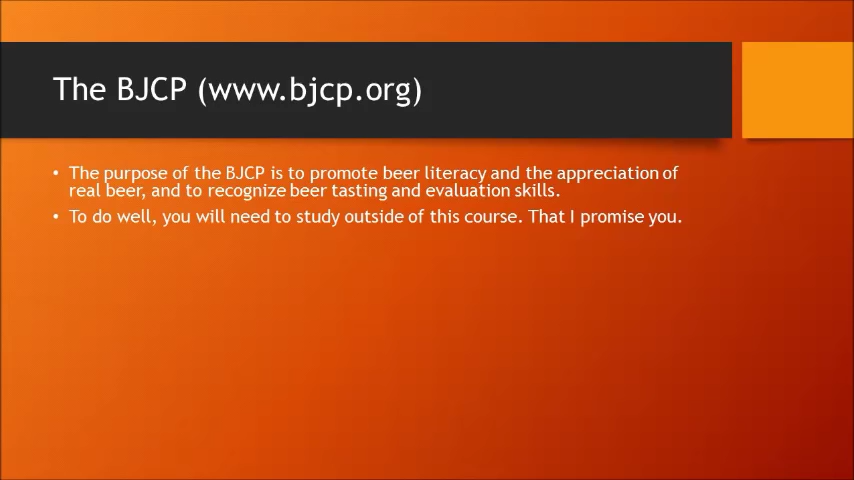 The BJCP (www.bjcp.org)
• The purpose of the BJCP is to promote beer literacy and the appreciation of
real beer, and to recognize beer tasting and evaluation skills.
• To do well, you will need to study outside of this course. That I promise you.